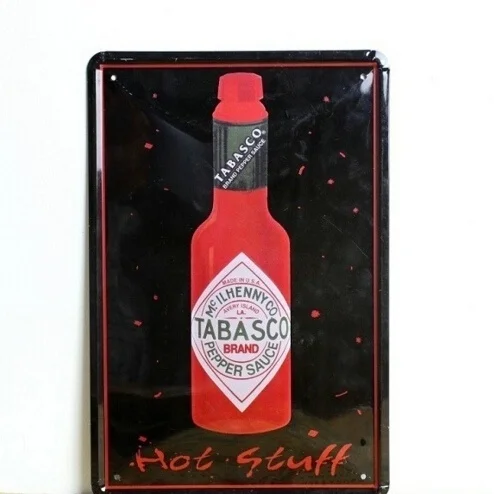 TABASCO
BRAND PEPPER SAUCE
MADE IN U.S.A.
McILHENNY CO.
AVERY ISLAND
LA.
TABASCO
BRAND
PEPPER SAUCE
Hot Stuff